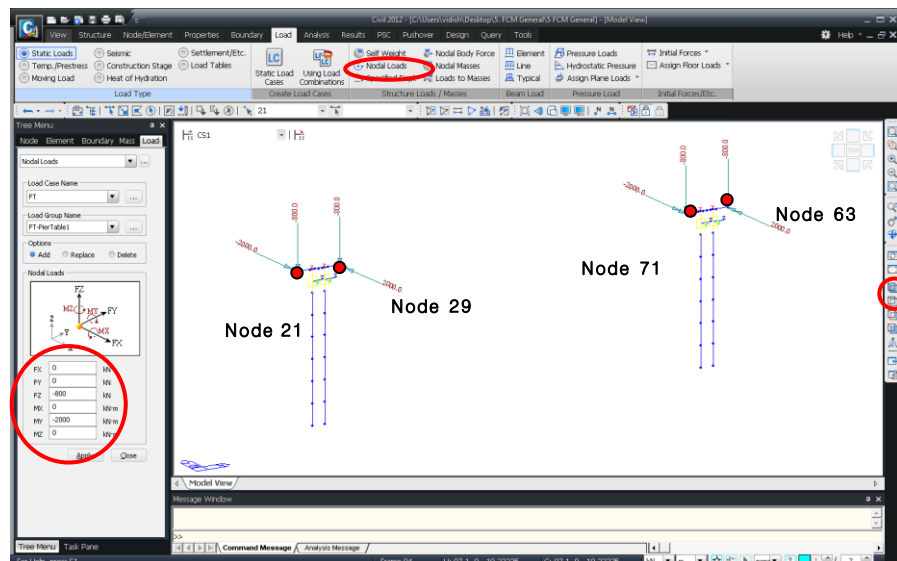 Civil 2012 - [C:\Users\vidish\Desktop\5. FCM General\5 FCM General] - [Model View]
View Structure Node/Element Properties Boundary Load Analysis Results PSC Pushover Design Query Tools Help
Static Loads Seismic Settlement/Etc.
Temp./Prestress Construction Stage Load Tables
Moving Load Heat of Hydration
Load Type
LC
Static Load Cases
Using Load Combinations
Create Load Cases
Self Weight Nodal Body Force
Nodal Loads Nodal Masses
Loads to Masses
Structure Loads / Masses
Element
Line
Typical
Beam Load
Pressure Loads
Hydrostatic Pressure
Assign Plane Loads
Pressure Load
Initial Forces
Assign Floor Loads
Initial Forces/Etc.
21
Tree Menu
Node Element Boundary Mass Load
Nodal Loads ...
Load Case Name
FT ...
Load Group Name
FT-PierTable1 ...
Options
Add Replace Delete
Nodal Loads
FZ
MZ MY FY
Z Y
MX
FX
FX 0 kN
FY 0 kN
FZ -800 kN
MX 0 kN·m
MY -2000 kN·m
MZ 0 kN·m
Apply Close
Tree Menu Task Pane
CS1
TOP
-800.0
-800.0
-2000.0
2000.0
Node 21
Node 29
-800.0
-800.0
-2000.0
2000.0
Node 63
Node 71
Model View
Message Window
>>
Command Message Analysis Message